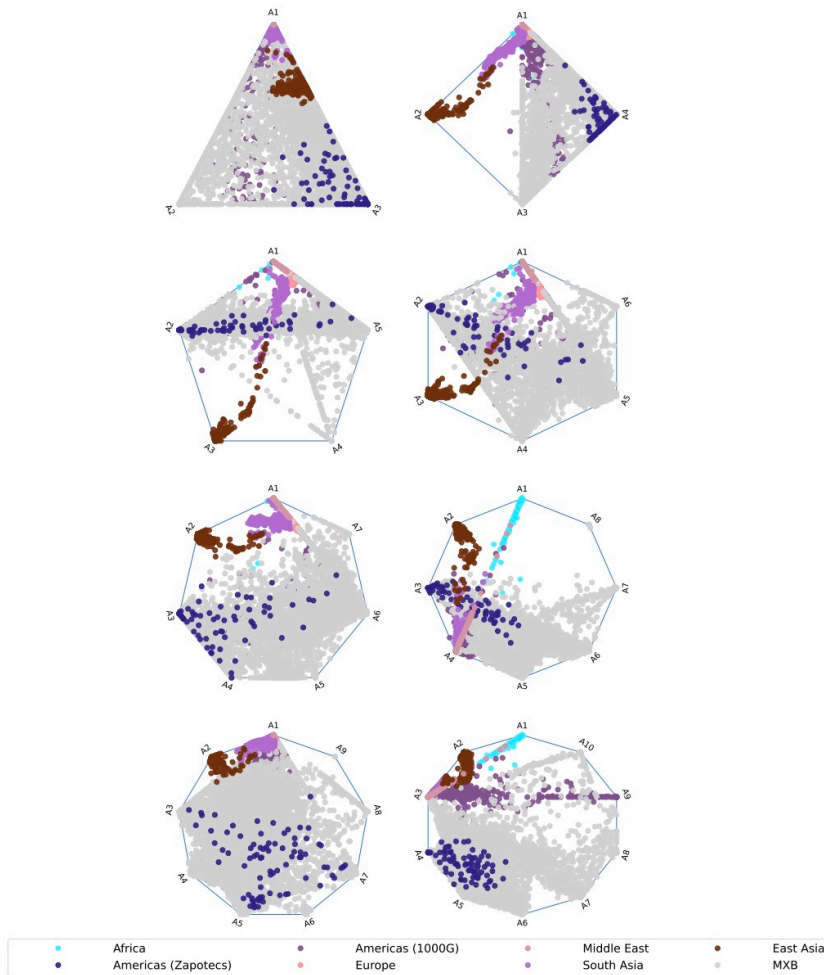 A1
A2
A3
A1
A2
A4
A3
A1
A2
A5
A3
A4
A1
A2
A6
A3
A5
A4
A1
A2
A7
A3
A6
A4
A5
A1
A2
A8
A3
A7
A4
A6
A5
A1
A2
A9
A3
A8
A4
A7
A5
A6
A1
A2
A10
A3
A9
A4
A8
A5
A7
A6
Africa Americas (1000G) Middle East East Asia
Americas (Zapotecs) Europe South Asia MXB